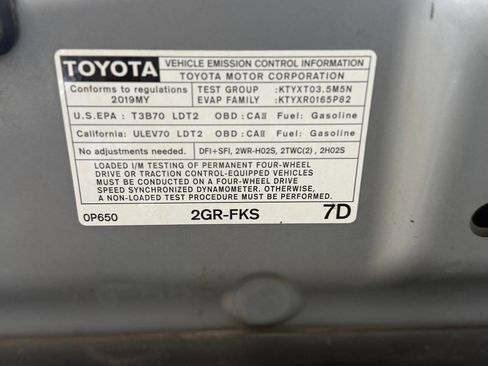 TOYOTA
VEHICLE EMISSION CONTROL INFORMATION
TOYOTA MOTOR CORPORATION
Conforms to regulations
2019MY
TEST GROUP :KTYXT03.5M5N
EVAP FAMILY :KTYXR0165P82
U.S.EPA : T3B70 LDT2 OBD :CAII Fuel: Gasoline
California: ULEV70 LDT2 OBD :CAII Fuel: Gasoline
No adjustments needed. DFI+SFI, 2WR-HO2S, 2TWC(2) , 2HO2S
LOADED I/M TESTING OF PERMANENT FOUR-WHEEL
DRIVE OR TRACTION CONTROL-EQUIPPED VEHICLES
MUST BE CONDUCTED ON A FOUR-WHEEL DRIVE
SPEED SYNCHRONIZED DYNAMOMETER. OTHERWISE,
A NON-LOADED TEST PROCEDURE MUST BE PERFORMED.
0P650 2GR-FKS 7D